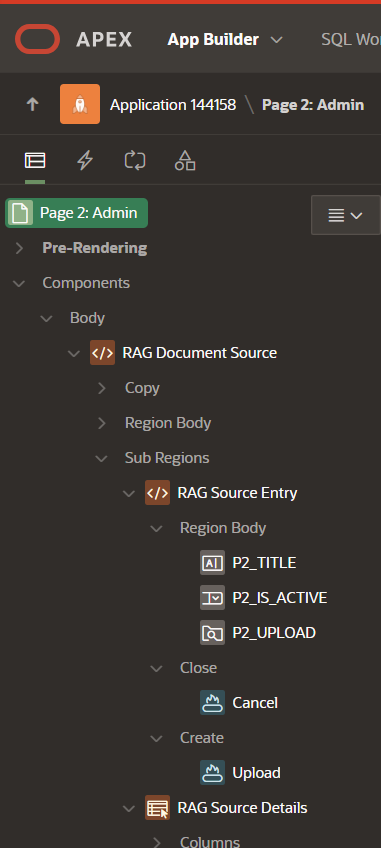 APEX App Builder SQL Wo
Application 144158 \ Page 2: Admin
Page 2: Admin
Pre-Rendering
Components
Body
RAG Document Source
Copy
Region Body
Sub Regions
RAG Source Entry
Region Body
P2_TITLE
P2_IS_ACTIVE
P2_UPLOAD
Close
Cancel
Create
Upload
RAG Source Details
Columns